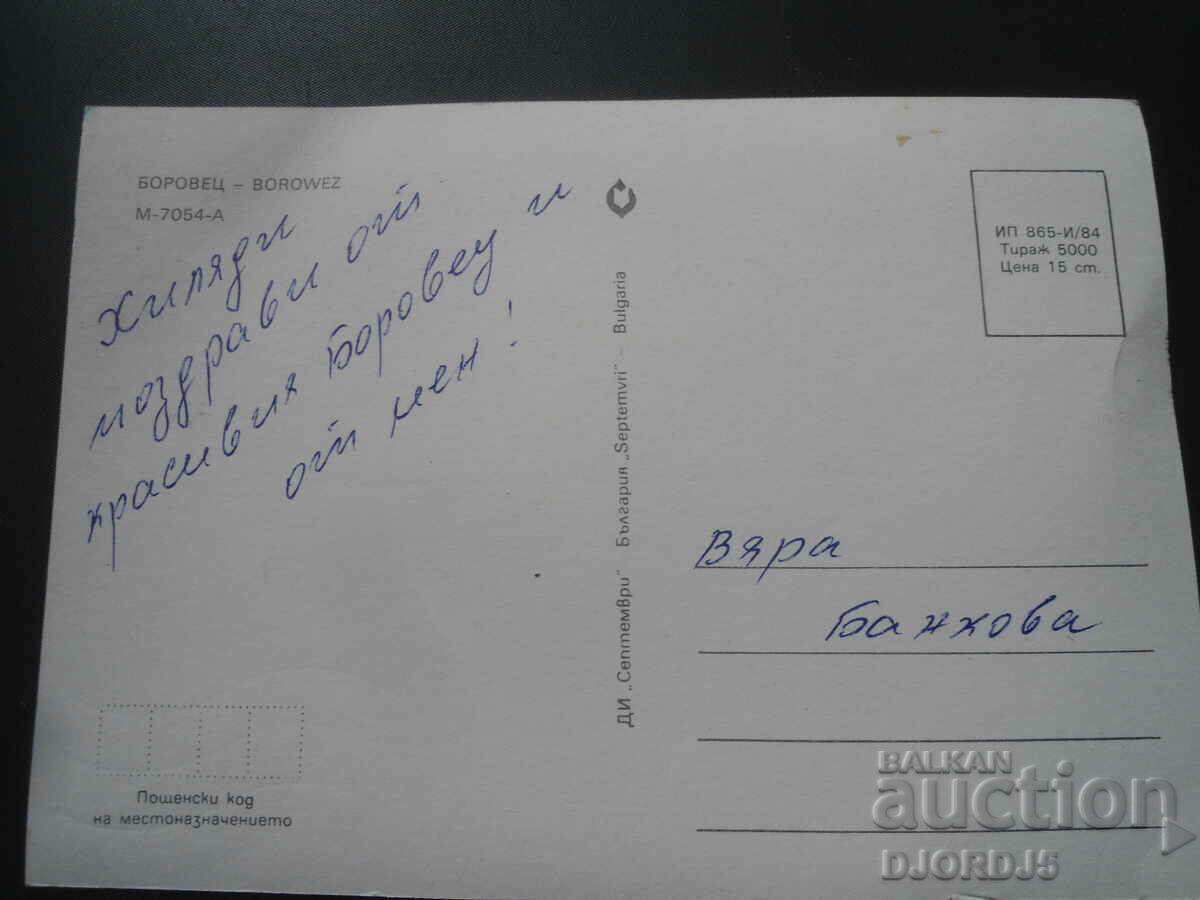 БОРОВЕЦ – BOROWEZ
М-7054-А
Хиляди
поздрави от
красивия Боровец и
от мен!
ДИ „Септември" България „Septemvri" – Bulgaria
ИП 865-И/84
Тираж 5000
Цена 15 ст.
Вяра
Банкова
Пощенски код
на местоназначението
BALKAN
auction
DJORDJ5